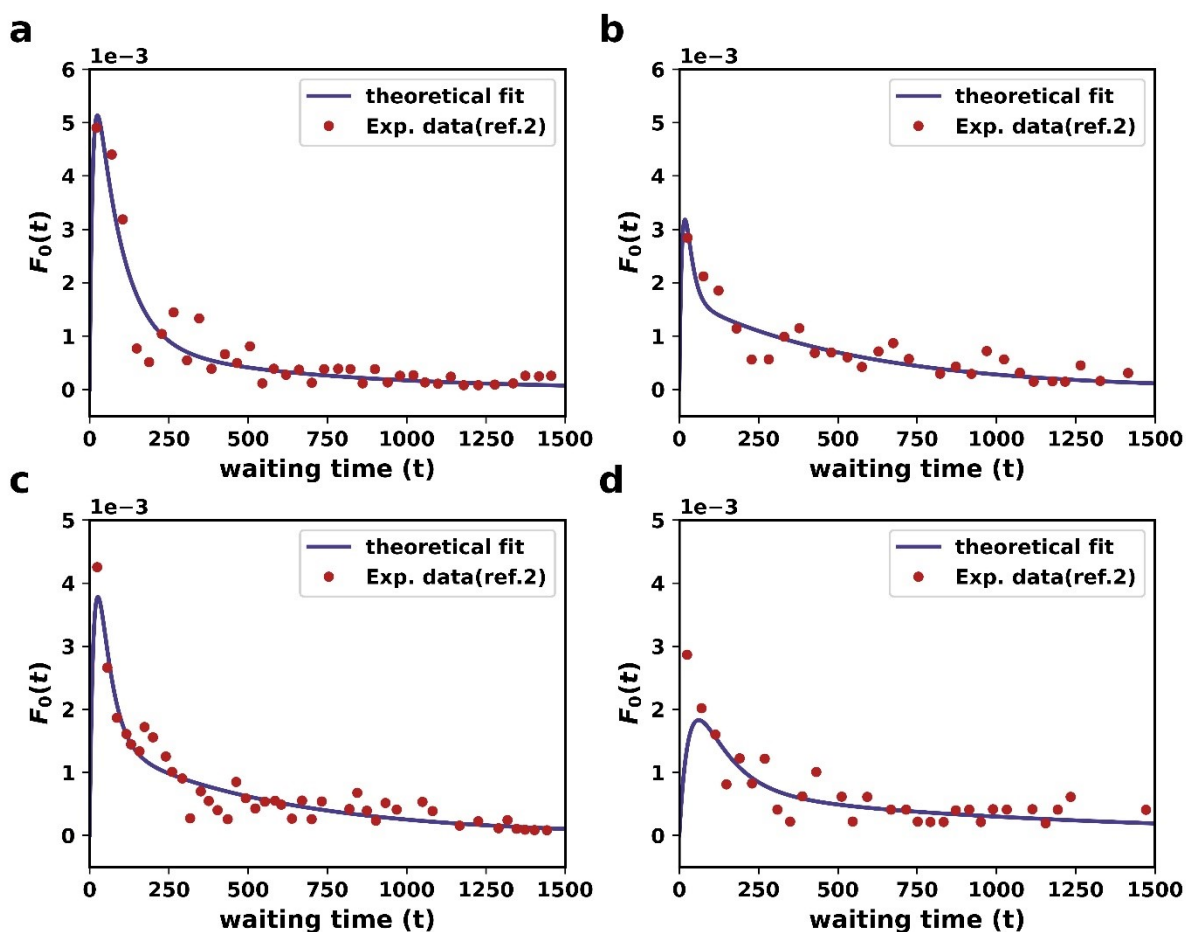 a
1e−3
6
5
4
3
2
1
0
F₀(t)
theoretical fit
Exp. data(ref.2)
0 250 500 750 1000 1250 1500
waiting time (t)
b
1e−3
6
5
4
3
2
1
0
F₀(t)
theoretical fit
Exp. data(ref.2)
0 250 500 750 1000 1250 1500
waiting time (t)
c
1e−3
5
4
3
2
1
0
F₀(t)
theoretical fit
Exp. data(ref.2)
0 250 500 750 1000 1250 1500
waiting time (t)
d
1e−3
5
4
3
2
1
0
F₀(t)
theoretical fit
Exp. data(ref.2)
0 250 500 750 1000 1250 1500
waiting time (t)